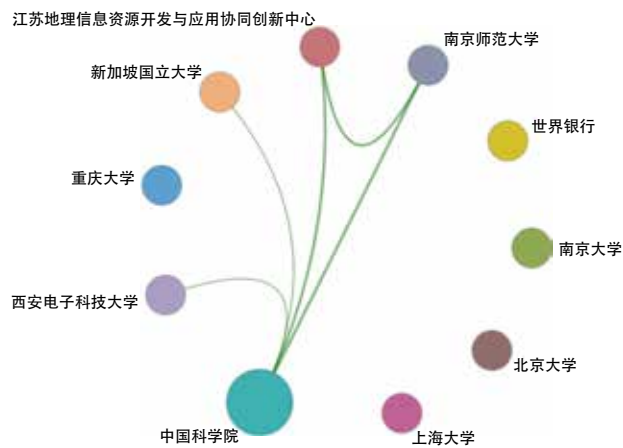 江苏地理信息资源开发与应用协同创新中心
南京师范大学
新加坡国立大学
世界银行
重庆大学
南京大学
西安电子科技大学
北京大学
中国科学院
上海大学